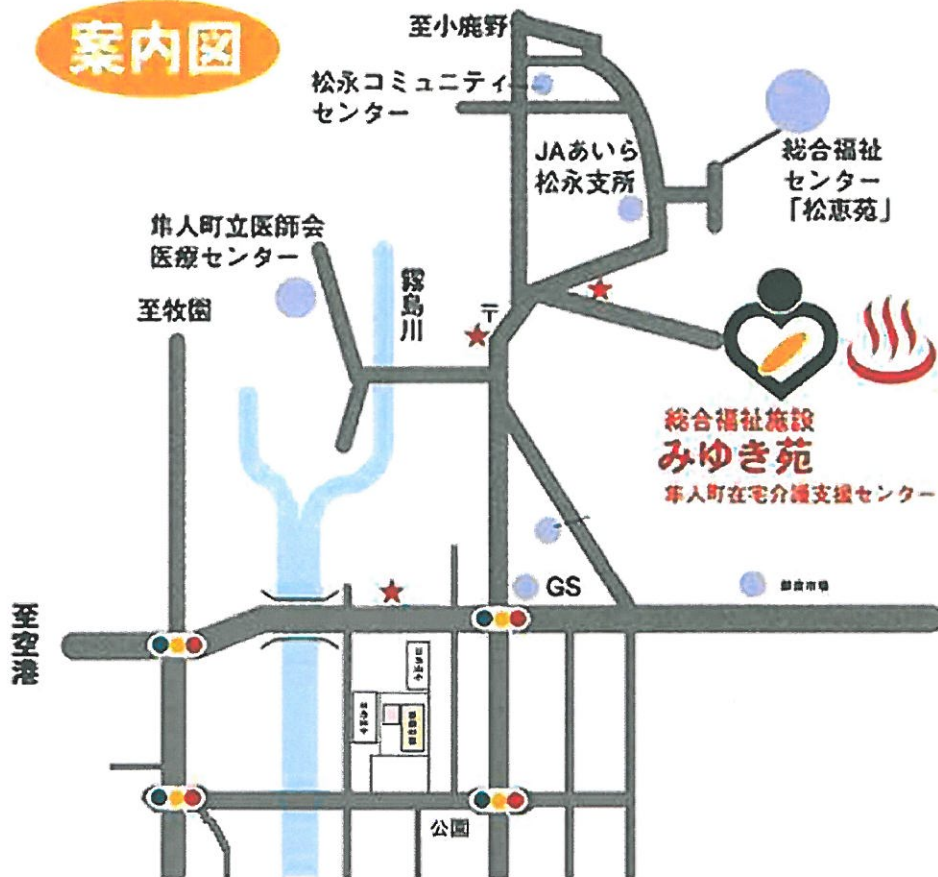 案内図
至小鹿野
松永コミュニティ
センター
JAあいら
松永支所
総合福祉
センター
「松恵苑」
隼人町立医師会
医療センター
霧島川
至牧園
〒
総合福祉施設
みゆき苑
隼人町在宅介護支援センター
GS
至空港
公園